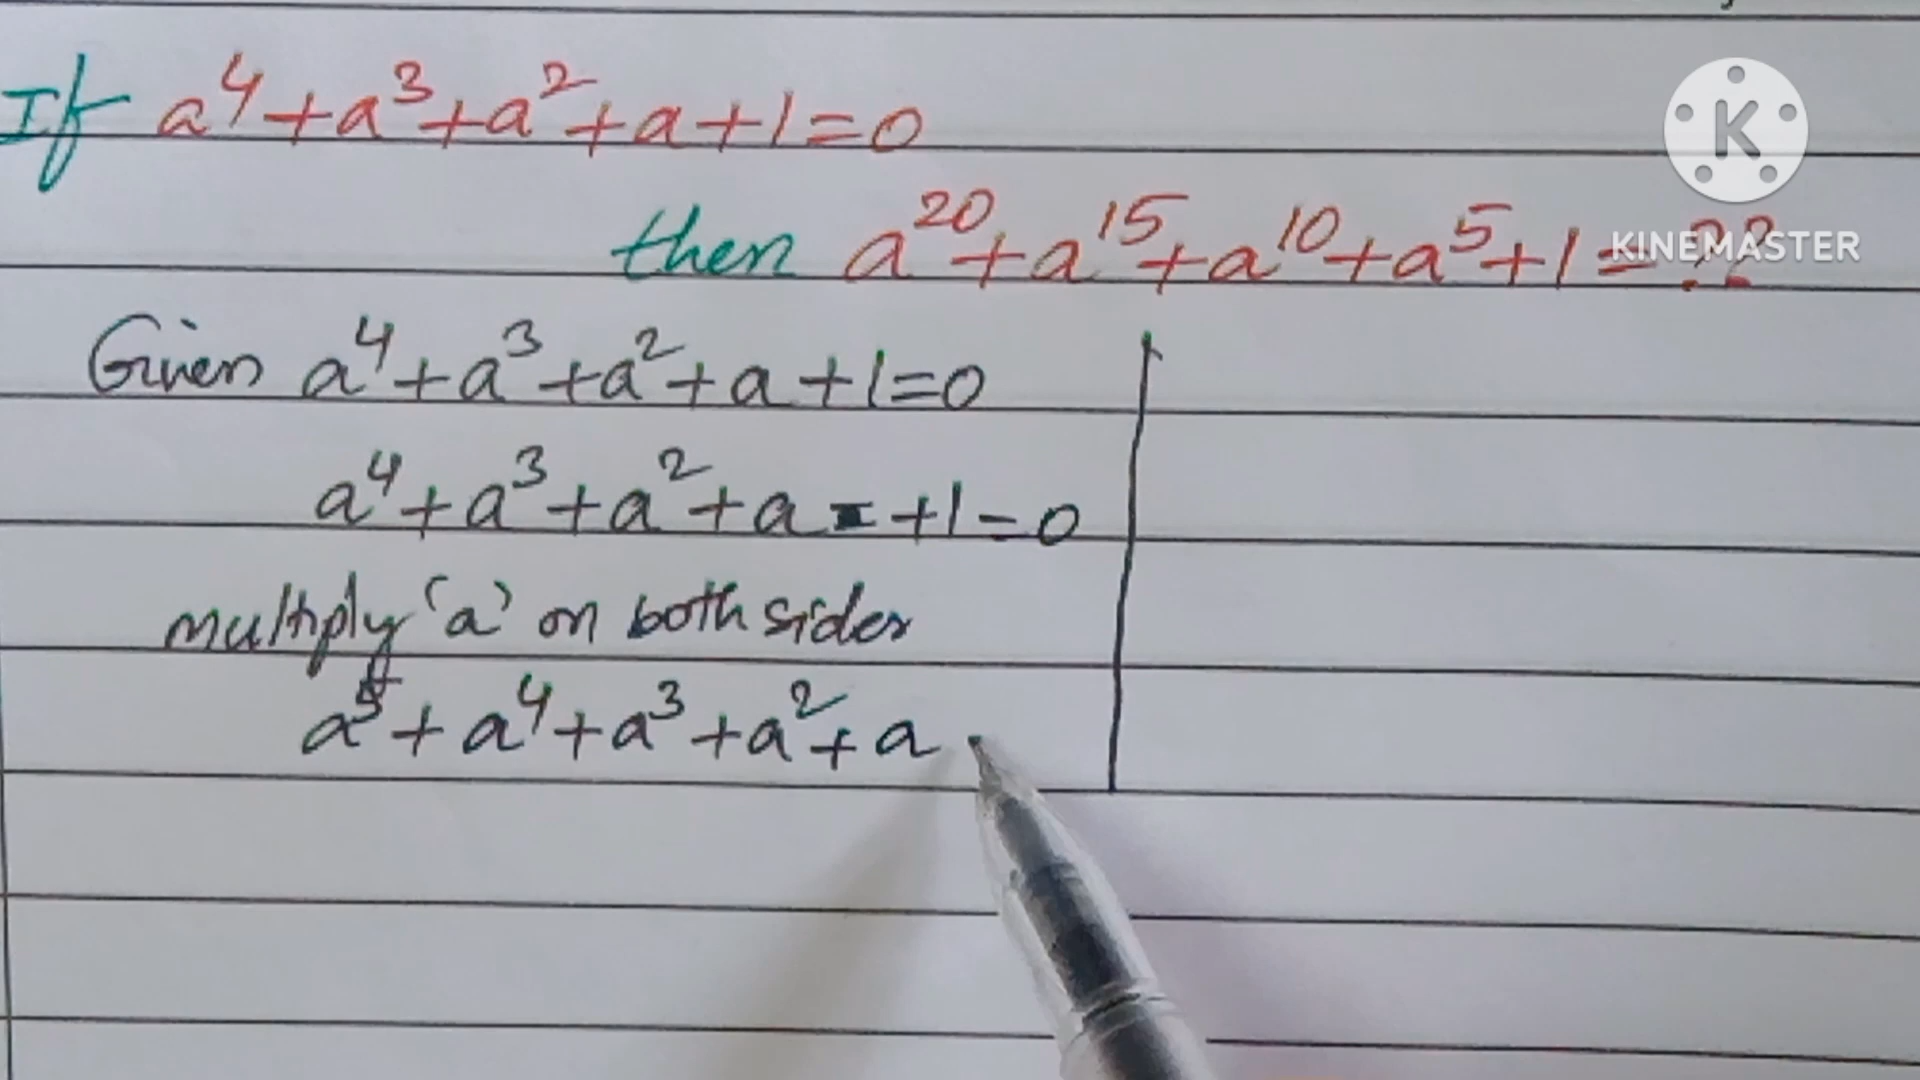 If a⁴+a³+a²+a+1=0
K
then a²⁰+a¹⁵+a¹⁰+a⁵+1=??
KINEMASTER
Given a⁴+a³+a²+a+1=0
a⁴+a³+a²+a +1=0
multiply 'a' on both sides
a⁵+a⁴+a³+a²+a